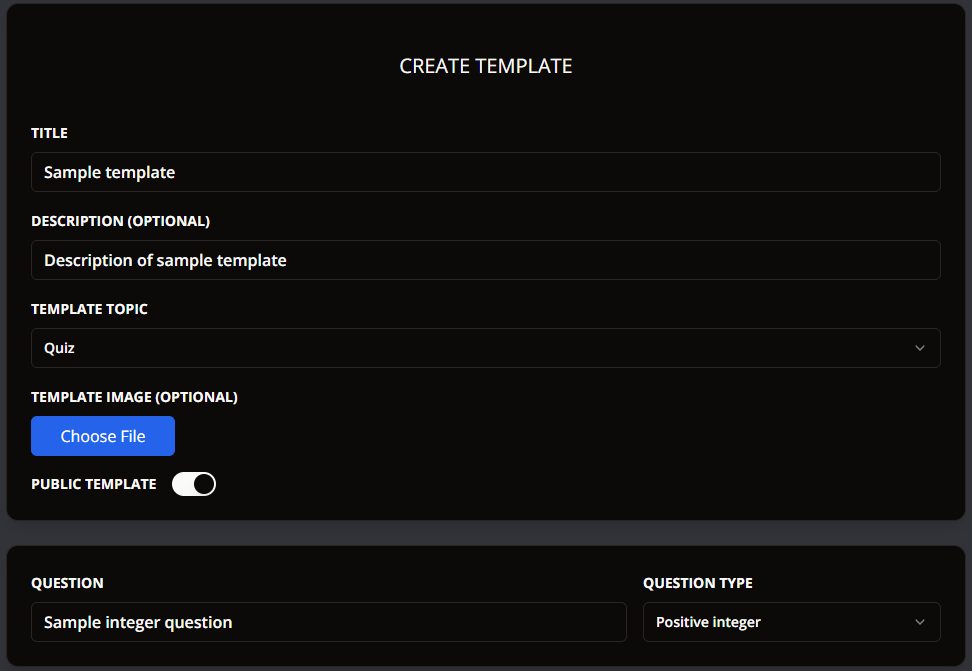 CREATE TEMPLATE
TITLE
Sample template
DESCRIPTION (OPTIONAL)
Description of sample template
TEMPLATE TOPIC
Quiz
TEMPLATE IMAGE (OPTIONAL)
Choose File
PUBLIC TEMPLATE
QUESTION
QUESTION TYPE
Sample integer question
Positive integer